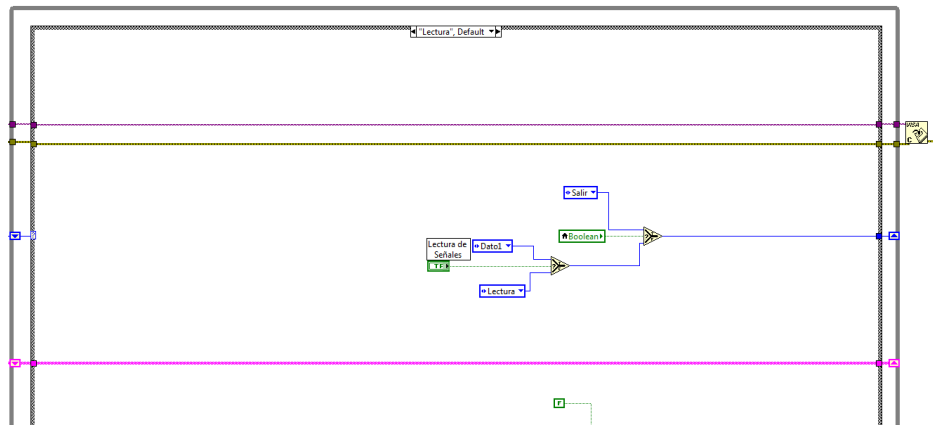 "Lectura", Default
VISA
C
Salir
Boolean
Lectura de
Señales
Dato1
TF
Lectura
F